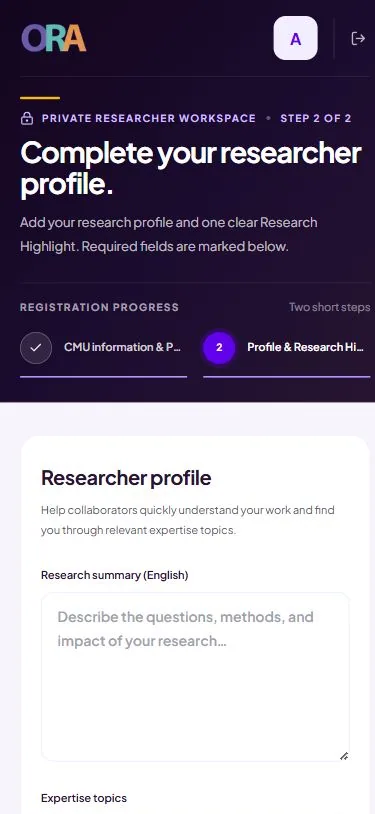 ORA
A
PRIVATE RESEARCHER WORKSPACE • STEP 2 OF 2
Complete your researcher
profile.
Add your research profile and one clear Research
Highlight. Required fields are marked below.
REGISTRATION PROGRESS
Two short steps
CMU information & P...
2
Profile & Research Hi...
Researcher profile
Help collaborators quickly understand your work and find
you through relevant expertise topics.
Research summary (English)
Describe the questions, methods, and
impact of your research...
Expertise topics